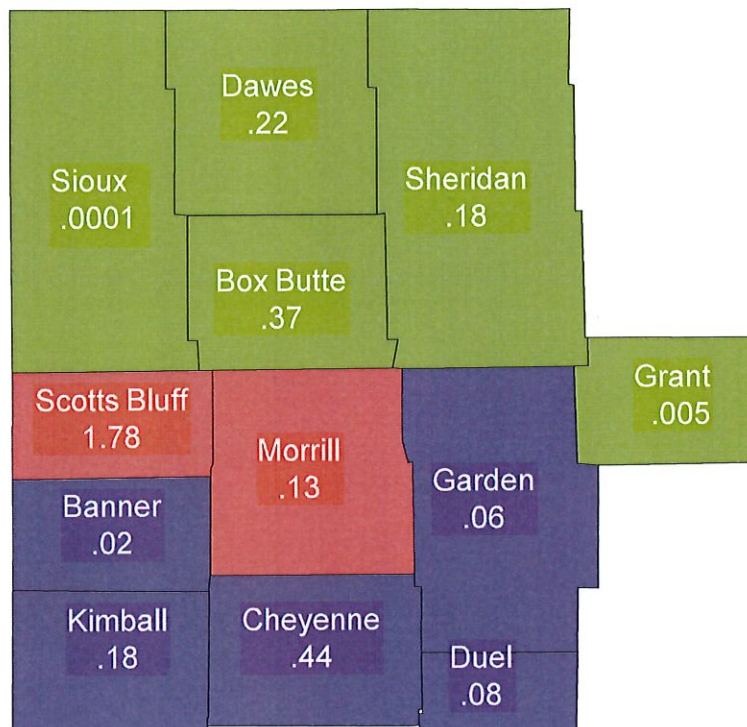 Dawes
.22
Sioux
.0001
Sheridan
.18
Box Butte
.37
Grant
.005
Scotts Bluff
1.78
Morrill
.13
Garden
.06
Banner
.02
Kimball
.18
Cheyenne
.44
Duel
.08